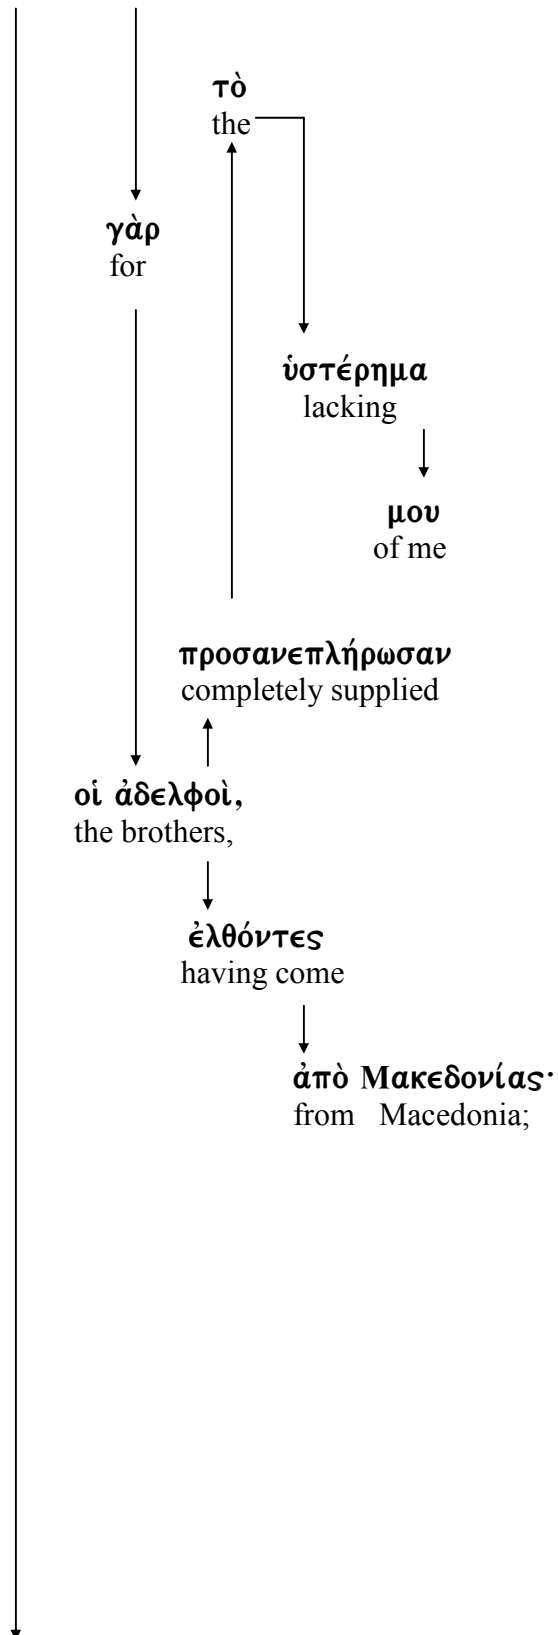 τὸ
the
γὰρ
for
ὑστέρημα
lacking
μου
of me
προσανεπλήρωσαν
completely supplied
οἱ ἀδελφοὶ,
the brothers,
ἐλθόντες
having come
ἀπὸ Μακεδονίας·
from Macedonia;